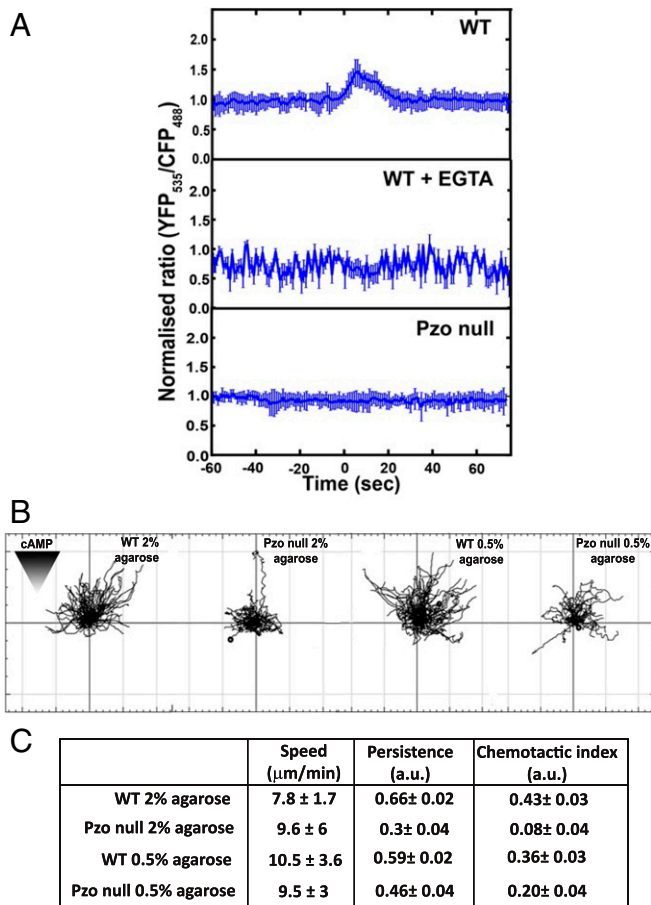 A
WT
2.0
1.5
1.0
0.5
0.0
WT + EGTA
2.0
1.5
1.0
0.5
0.0
Pzo null
2.0
1.5
1.0
0.5
0.0
Normalised ratio (YFP535/CFP488)
-60 -40 -20 0 20 40 60
Time (sec)
B
cAMP
WT 2%
agarose
Pzo null 2%
agarose
WT 0.5%
agarose
Pzo null 0.5%
agarose
C
Speed Persistence Chemotactic index
(μm/min) (a.u.) (a.u.)
WT 2% agarose 7.8 ± 1.7 0.66± 0.02 0.43± 0.03
Pzo null 2% agarose 9.6 ± 6 0.3± 0.04 0.08± 0.04
WT 0.5% agarose 10.5 ± 3.6 0.59± 0.02 0.36± 0.03
Pzo null 0.5% agarose 9.5 ± 3 0.46± 0.04 0.20± 0.04